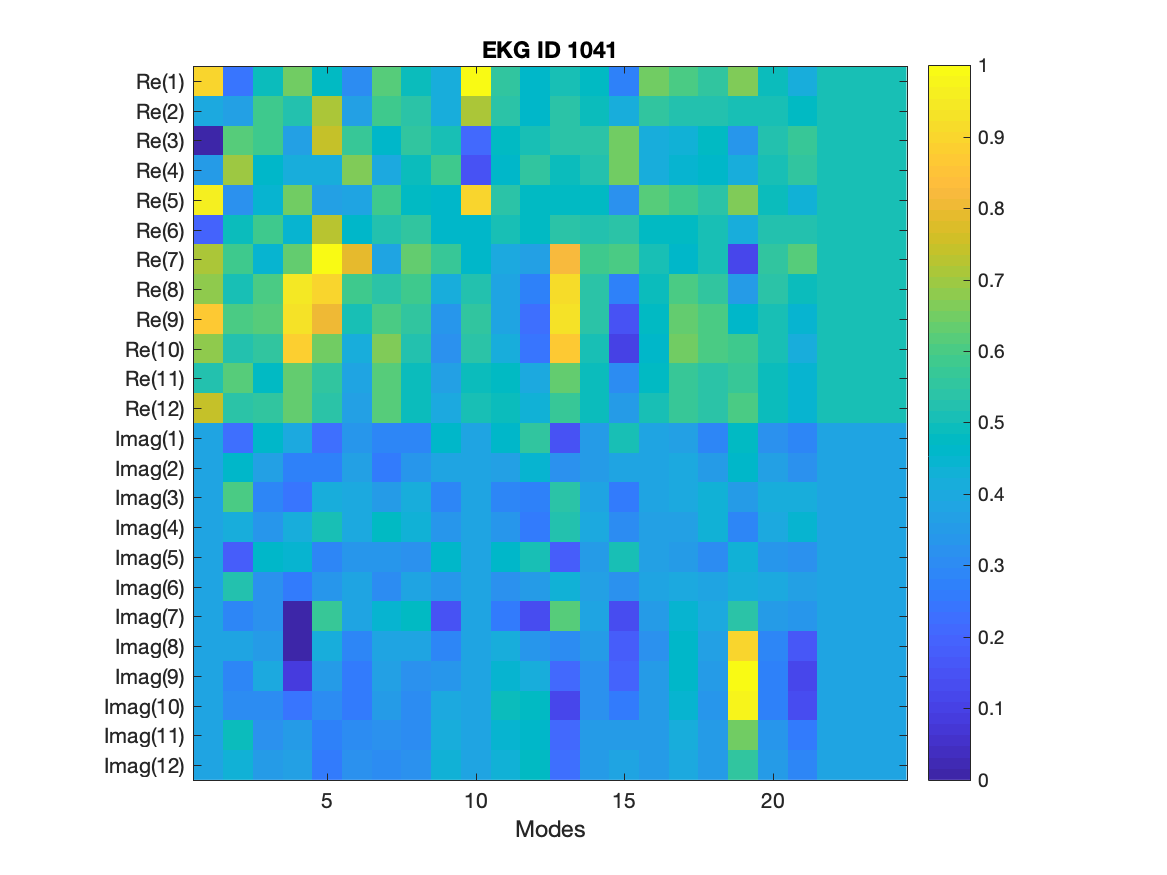 EKG ID 1041
Re(1)
Re(2)
Re(3)
Re(4)
Re(5)
Re(6)
Re(7)
Re(8)
Re(9)
Re(10)
Re(11)
Re(12)
Imag(1)
Imag(2)
Imag(3)
Imag(4)
Imag(5)
Imag(6)
Imag(7)
Imag(8)
Imag(9)
Imag(10)
Imag(11)
Imag(12)
5 10 15 20
Modes
1
0.9
0.8
0.7
0.6
0.5
0.4
0.3
0.2
0.1
0